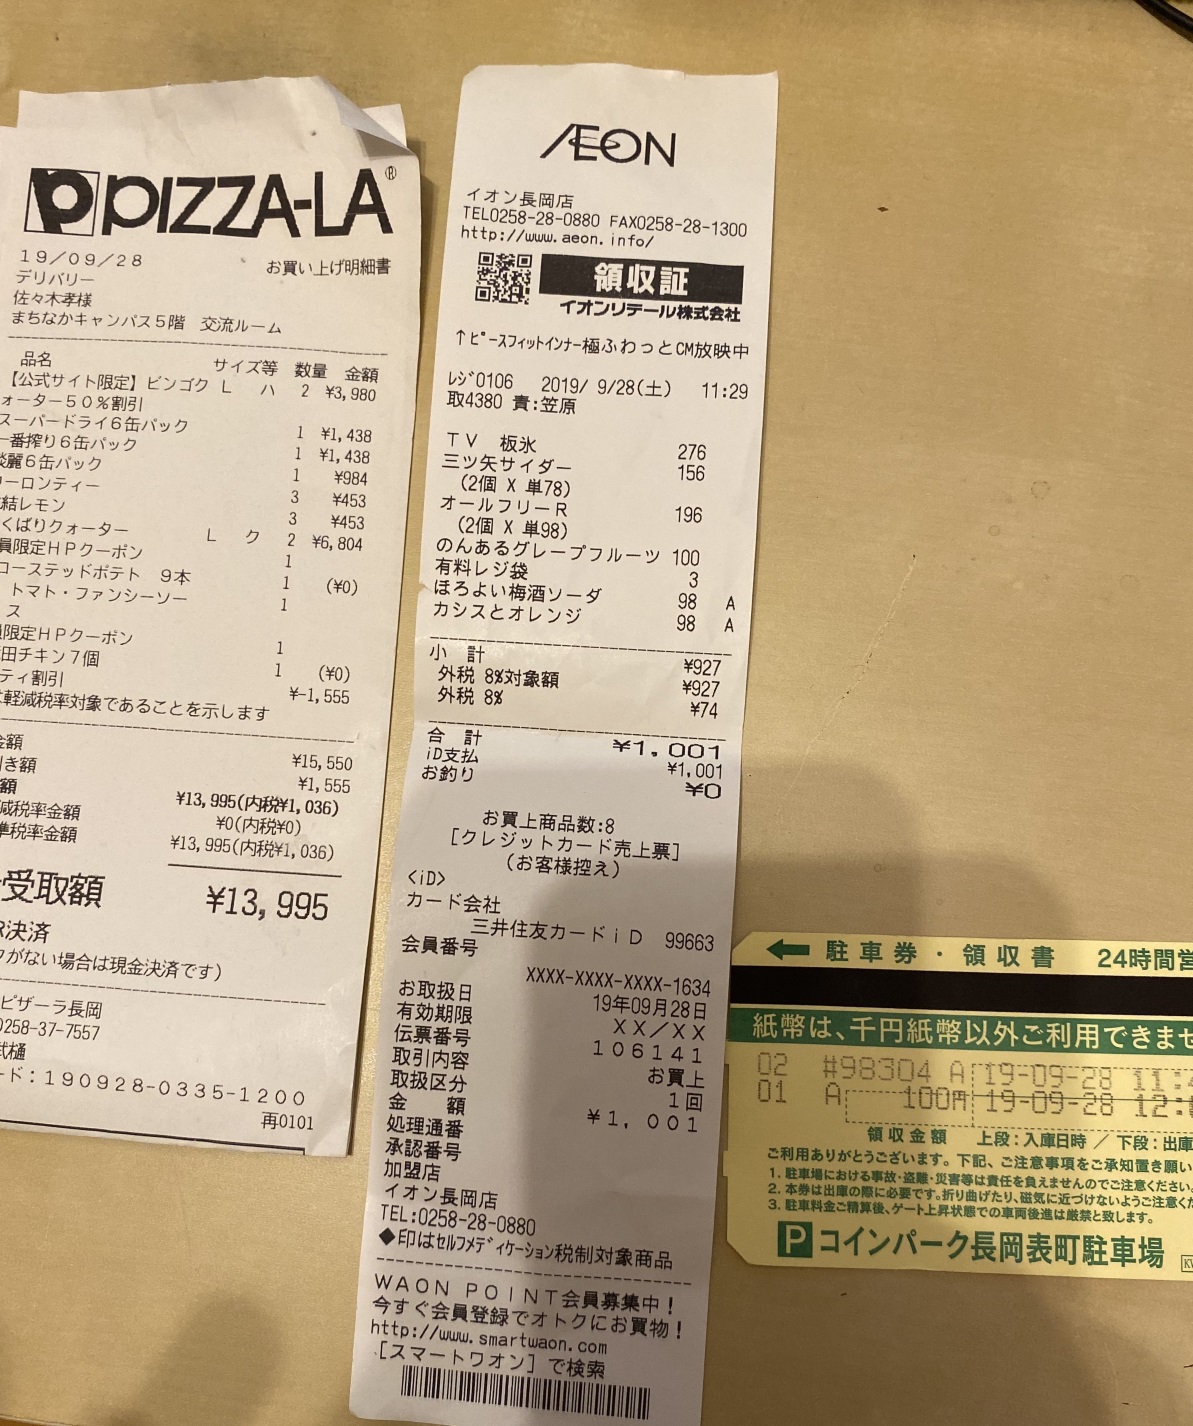 PIZZA-LA®
19/09/28
お買い上げ明細書
デリバリー
佐々木孝様
まちなかキャンパス5階 交流ルーム
品名 サイズ等 数量 金額
【公式サイト限定】ビンゴク L ハ 2 ¥3,980
ォーター50%割引
スーパードライ6缶パック 1 ¥1,438
一番搾り6缶パック 1 ¥1,438
麗6缶パック 1 ¥984
ーロンティー 3 ¥453
結レモン 3 ¥453
くばりクォーター L ク 2 ¥6,804
員限定HPクーポン 1
ローステッドポテト 9本 1 (¥0)
トマト・ファンシーソー 1
ス
限定HPクーポン 1
田チキン7個 1 (¥0)
ティ割引 ¥-1,555
軽減税率対象であることを示します
金額 ¥15,550
き額 ¥1,555
額 ¥13,995(内税¥1,036)
減税率金額 ¥0(内税¥0)
準税率金額 ¥13,995(内税¥1,036)
受取額 ¥13,995
決済
がない場合は現金決済です)
ピザーラ長岡
0258-37-7557
樋
ード:190928-0335-1200
再0101
ÆON
イオン長岡店
TEL0258-28-0880 FAX0258-28-1300
http://www.aeon.info/
領収証
イオンリテール株式会社
↑ピースフィットインナー極ふわっとCM放映中
レジ0106 2019/ 9/28(土) 11:29
取4380 責:笠原
TV 板氷 276
三ツ矢サイダー 156
(2個 X 単78)
オールフリーR 196
(2個 X 単98)
のんあるグレープフルーツ 100
有料レジ袋 3
ほろよい梅酒ソーダ 98 A
カシスとオレンジ 98 A
小 計 ¥927
外税 8%対象額 ¥927
外税 8% ¥74
合 計 ¥1,001
iD支払 ¥1,001
お釣り ¥0
お買上商品数:8
[クレジットカード売上票]
(お客様控え)
<iD>
カード会社
三井住友カードiD 99663
会員番号
XXXX-XXXX-XXXX-1634
お取扱日 19年09月28日
有効期限 XX/XX
伝票番号 106141
取引内容 お買上
取扱区分 1回
金 額 ¥1,001
処理通番
承認番号
加盟店
イオン長岡店
TEL:0258-28-0880
◆印はセルフメディケーション税制対象商品
WAON POINT会員募集中!
今すぐ会員登録でオトクにお買物!
http://www.smartwaon.com
[スマートワオン] で検索
← 駐車券・領収書 24時間営
紙幣は、千円紙幣以外ご利用できませ
02 #98304 A 19-09-28 11:
01 A 100円 19-09-28 12:
領収金額 上段:入庫日時 / 下段:出庫
ご利用ありがとうございます。下記、ご注意事項をご承知置き願い
1. 駐車場における事故・盗難・災害等は責任を負えませんのでご注意ください。
2. 本券は出庫の際に必要です。折り曲げたり、磁気に近づけないようご注意くだ
3. 駐車料金ご精算後、ゲート上昇状態での車両後進は厳禁と致します。
P コインパーク長岡表町駐車場